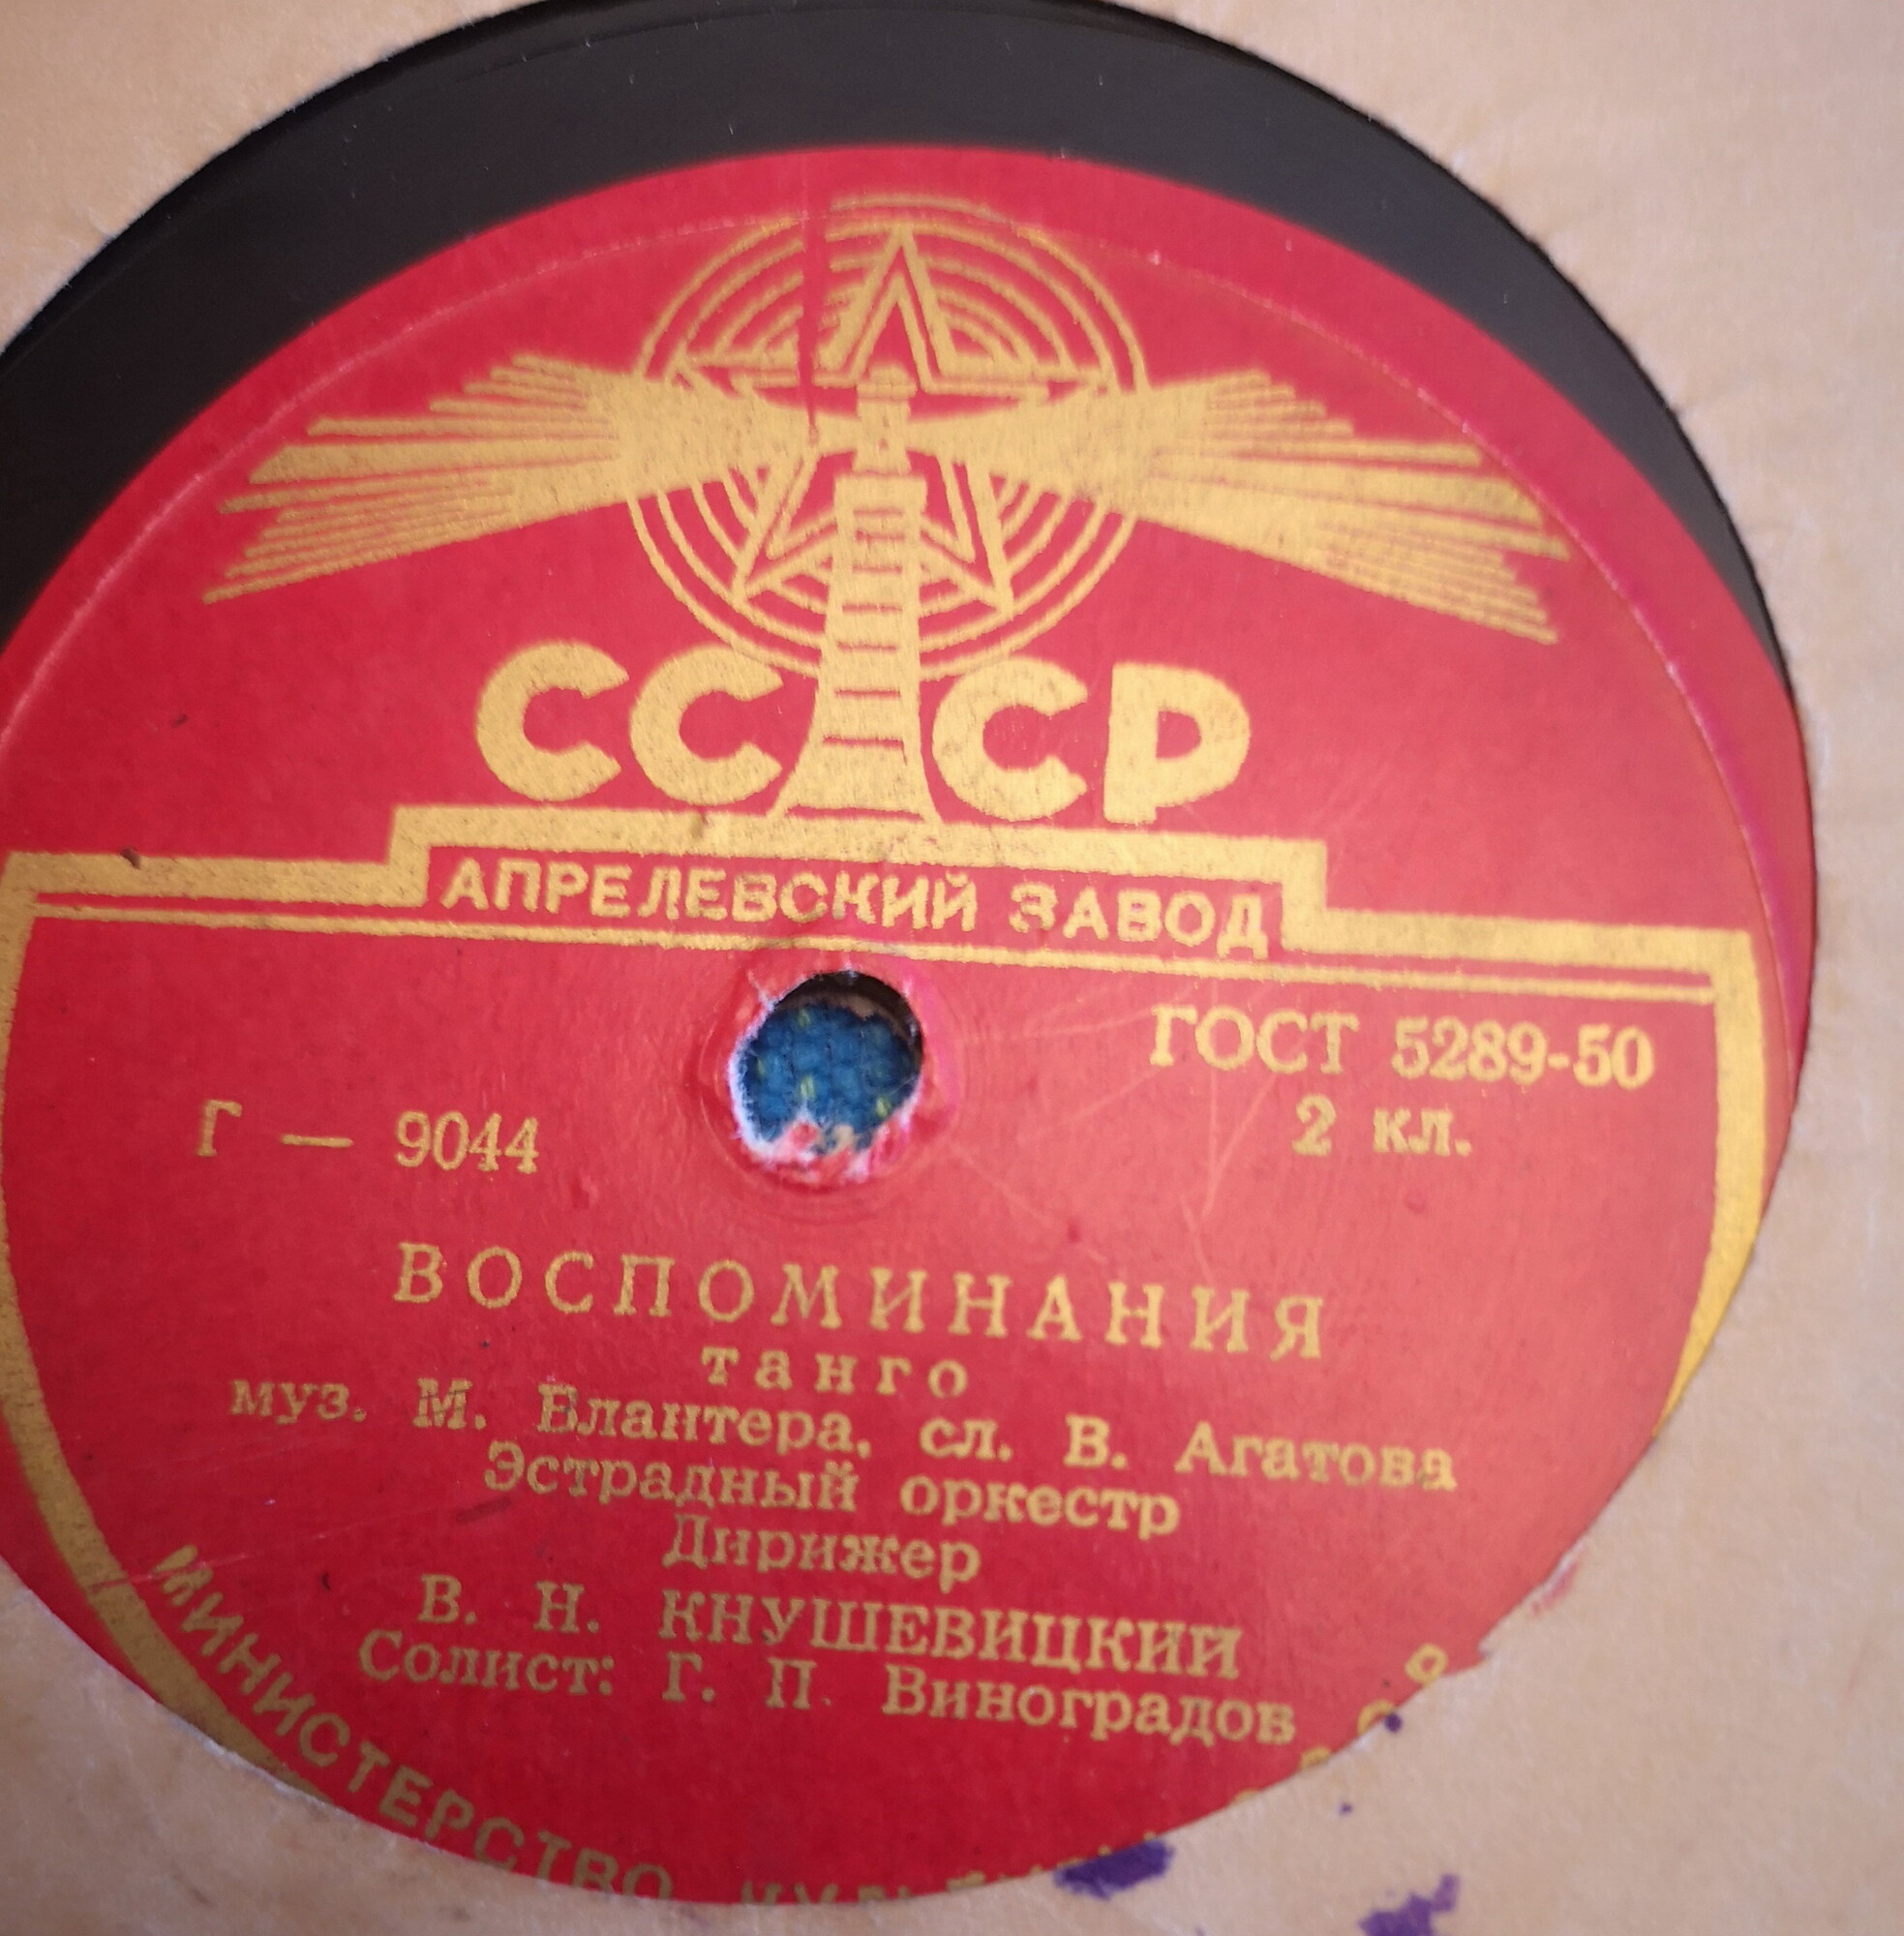 СССР
АПРЕЛЕВСКИЙ ЗАВОД
ГОСТ 5289-50
2 кл.
Г — 9044
ВОСПОМИНАНИЯ
танго
муз. М. Блантера, сл. В. Агатова
Эстрадный оркестр
Дирижер
В. Н. КНУШЕВИЦКИЙ
Солист: Г. П. Виноградов
МИНИСТЕРСТВО